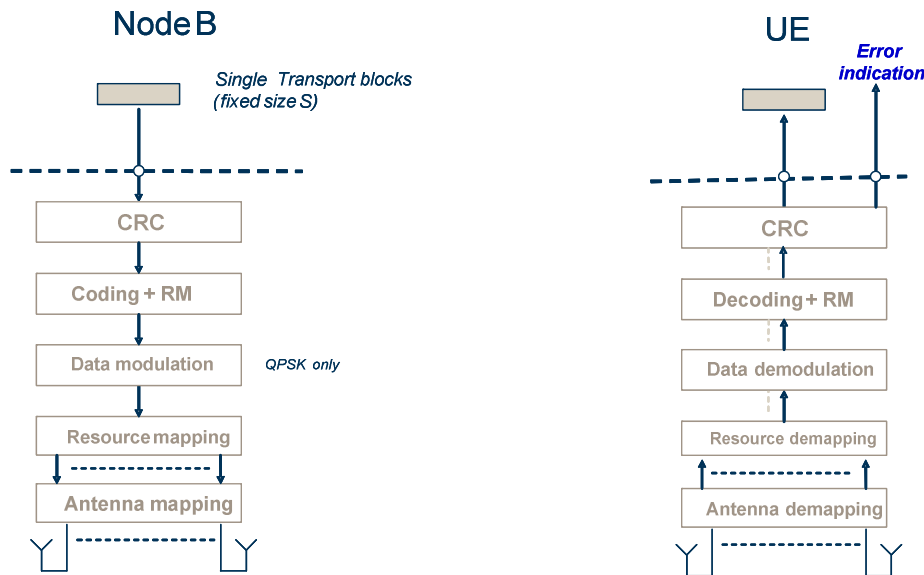 Node B
Single Transport blocks
(fixed size S)
CRC
Coding + RM
Data modulation
QPSK only
Resource mapping
Antenna mapping
UE
Error
indication
CRC
Decoding + RM
Data demodulation
Resource demapping
Antenna demapping